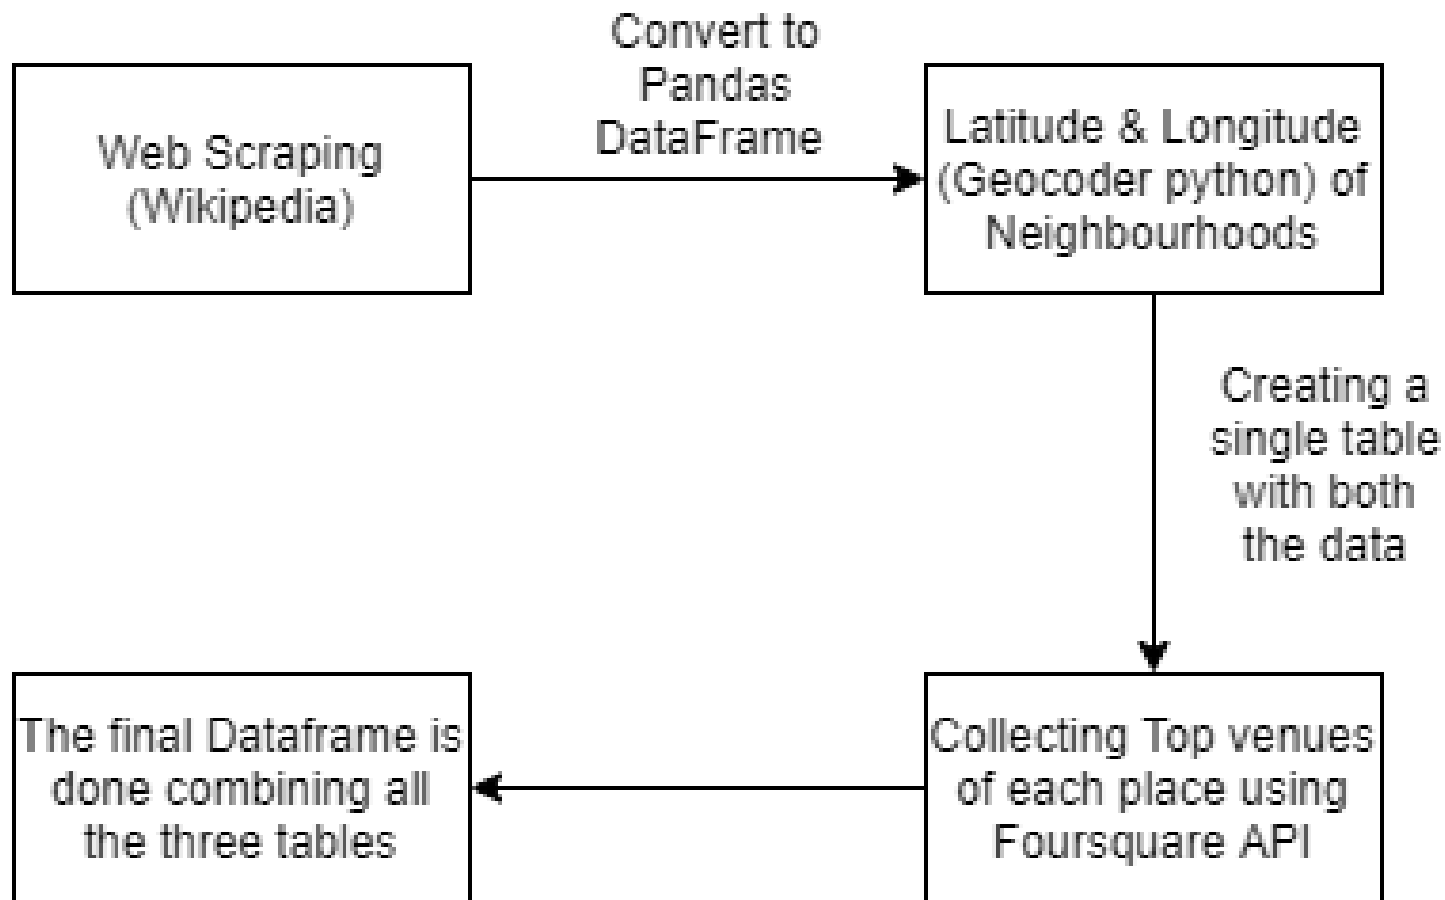 Web Scraping
(Wikipedia)
Convert to
Pandas
DataFrame
Latitude & Longitude
(Geocoder python) of
Neighbourhoods
Creating a
single table
with both
the data
Collecting Top venues
of each place using
Foursquare API
The final Dataframe is
done combining all
the three tables